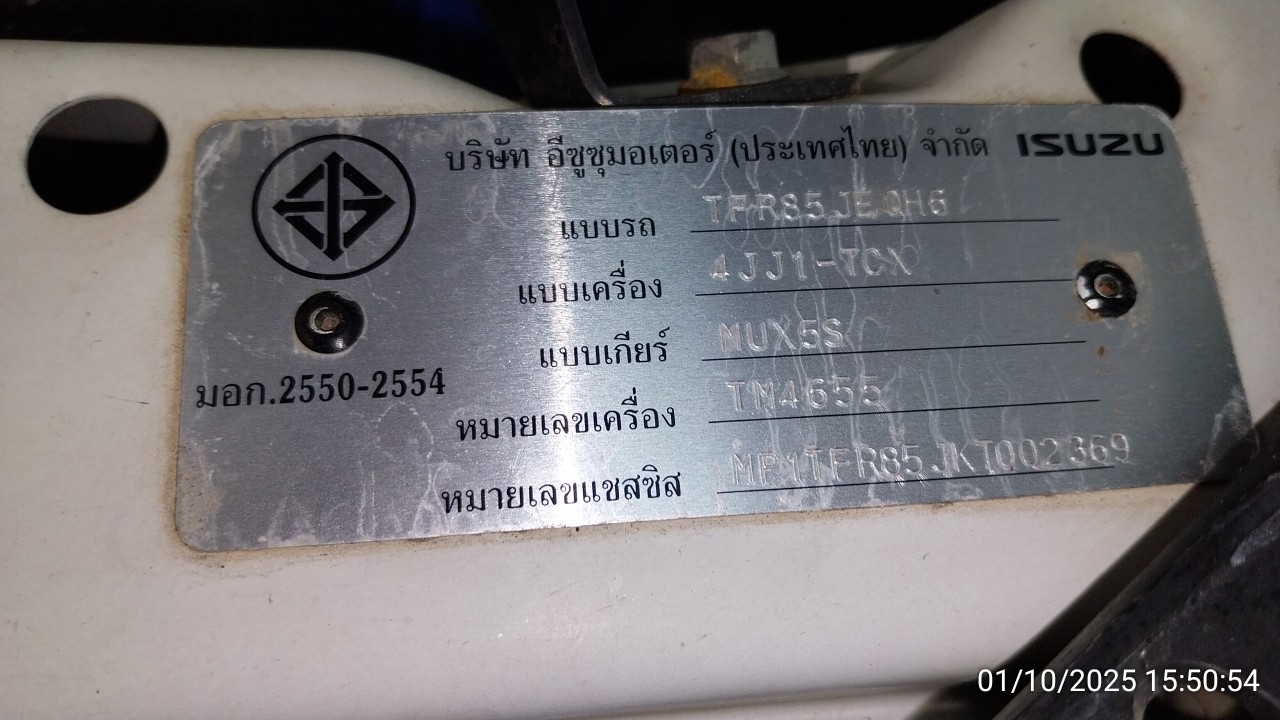 บริษัท อีซูซุมอเตอร์ (ประเทศไทย) จำกัด ISUZU
แบบรถ TFR85JEQH6
แบบเครื่อง 4JJ1-TCX
แบบเกียร์ MUX5S
มอก.2550-2554
หมายเลขเครื่อง TM4655
หมายเลขแชสซิส MP1TFR85JKT002369
01/10/2025 15:50:54